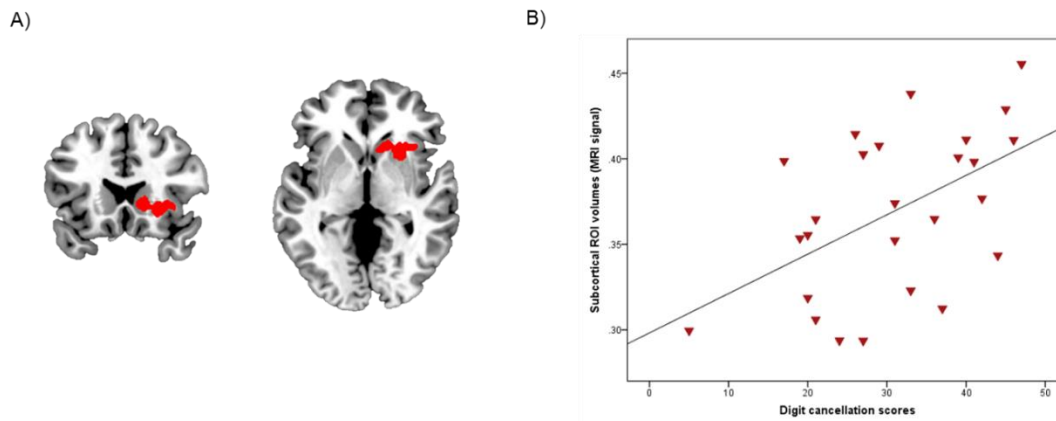 A)
B)
Subcortical ROI volumes (MRI signal)
.45
.40
.35
.30
0 10 20 30 40 50
Digit cancellation scores